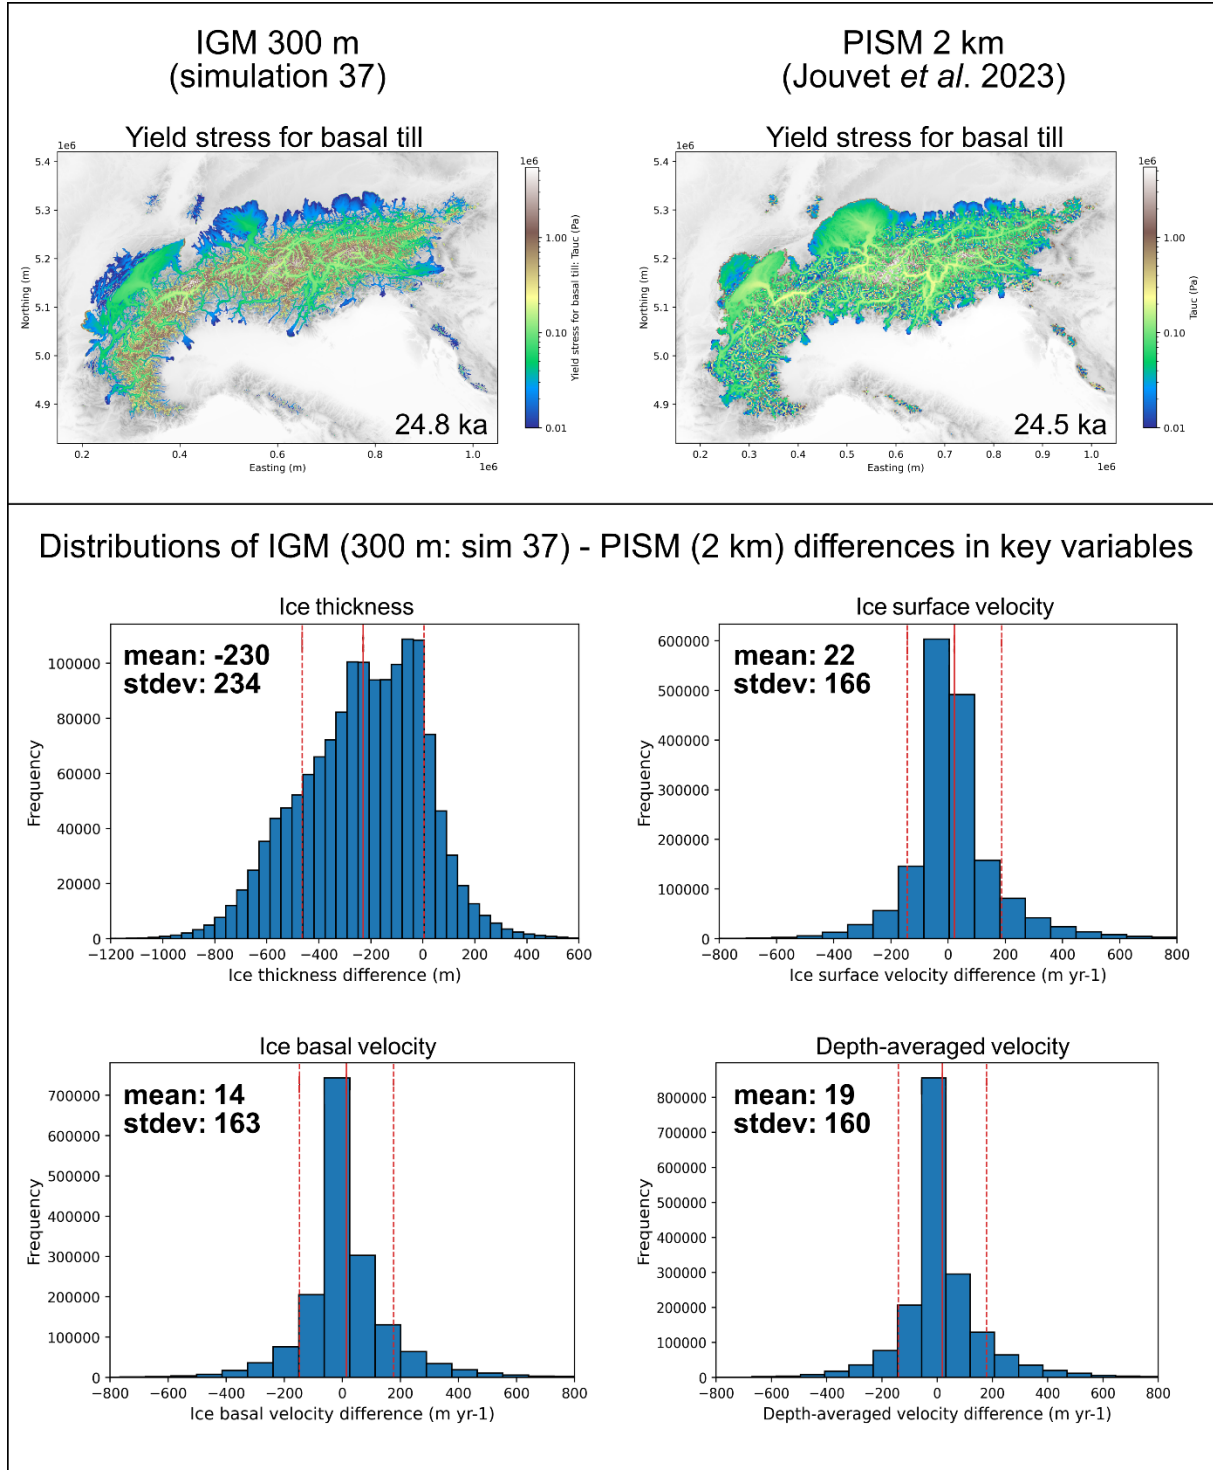 IGM 300 m
(simulation 37)
PISM 2 km
(Jouvet et al. 2023)
Yield stress for basal till
1e6
5.4
5.3
5.2
5.1
5.0
4.9
Northing (m)
0.2 0.4 0.6 0.8 1.0
1e6
Easting (m)
24.8 ka
1e6
1.00
0.10
0.01
Yield stress for basal till: Tauc (Pa)
Yield stress for basal till
1e6
5.4
5.3
5.2
5.1
5.0
4.9
Northing (m)
0.2 0.3 0.4 0.5 0.6 0.7 0.8 0.9 1.0
1e6
Easting (m)
24.5 ka
1e6
1.00
0.10
0.01
Tauc (Pa)
Distributions of IGM (300 m: sim 37) - PISM (2 km) differences in key variables
Ice thickness
mean: -230
stdev: 234
100000
80000
60000
40000
20000
0
Frequency
−1200 −1000 −800 −600 −400 −200 0 200 400 600
Ice thickness difference (m)
Ice surface velocity
mean: 22
stdev: 166
600000
500000
400000
300000
200000
100000
0
Frequency
−800 −600 −400 −200 0 200 400 600 800
Ice surface velocity difference (m yr-1)
Ice basal velocity
mean: 14
stdev: 163
700000
600000
500000
400000
300000
200000
100000
0
Frequency
−800 −600 −400 −200 0 200 400 600 800
Ice basal velocity difference (m yr-1)
Depth-averaged velocity
mean: 19
stdev: 160
800000
700000
600000
500000
400000
300000
200000
100000
0
Frequency
−800 −600 −400 −200 0 200 400 600 800
Depth-averaged velocity difference (m yr-1)